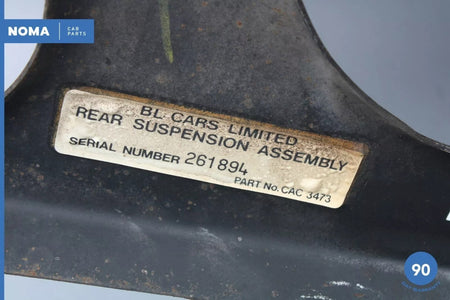 NOMA CAR
PARTS
BL CARS LIMITED
REAR SUSPENSION ASSEMBLY
SERIAL NUMBER 261894
PART No. CAC 3473
90